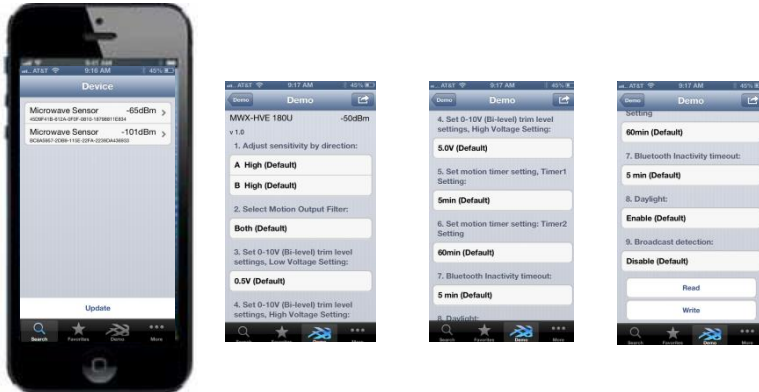 AT&T 9:16 AM 45%
Device
Microwave Sensor -65dBm
Microwave Sensor -101dBm
Update
Search Favorites Demo More
AT&T 9:17 AM 45%
Demo Demo
MWX-HVE 180U -50dBm
v 1.0
1. Adjust sensitivity by direction:
A High (Default)
B High (Default)
2. Select Motion Output Filter:
Both (Default)
3. Set 0-10V (Bi-level) trim level
settings, Low Voltage Setting:
0.5V (Default)
4. Set 0-10V (Bi-level) trim level
settings, High Voltage Setting:
Search Favorites Demo More
AT&T 9:17 AM 45%
Demo Demo
4. Set 0-10V (Bi-level) trim level
settings, High Voltage Setting:
5.0V (Default)
5. Set motion timer setting, Timer1
Setting:
5min (Default)
6. Set motion timer setting: Timer2
Setting
60min (Default)
7. Bluetooth Inactivity timeout:
5 min (Default)
8. Daylight:
Search Favorites Demo More
AT&T 9:17 AM 45%
Demo Demo
Setting
60min (Default)
7. Bluetooth Inactivity timeout:
5 min (Default)
8. Daylight:
Enable (Default)
9. Broadcast detection:
Disable (Default)
Read
Write
Search Favorites Demo More